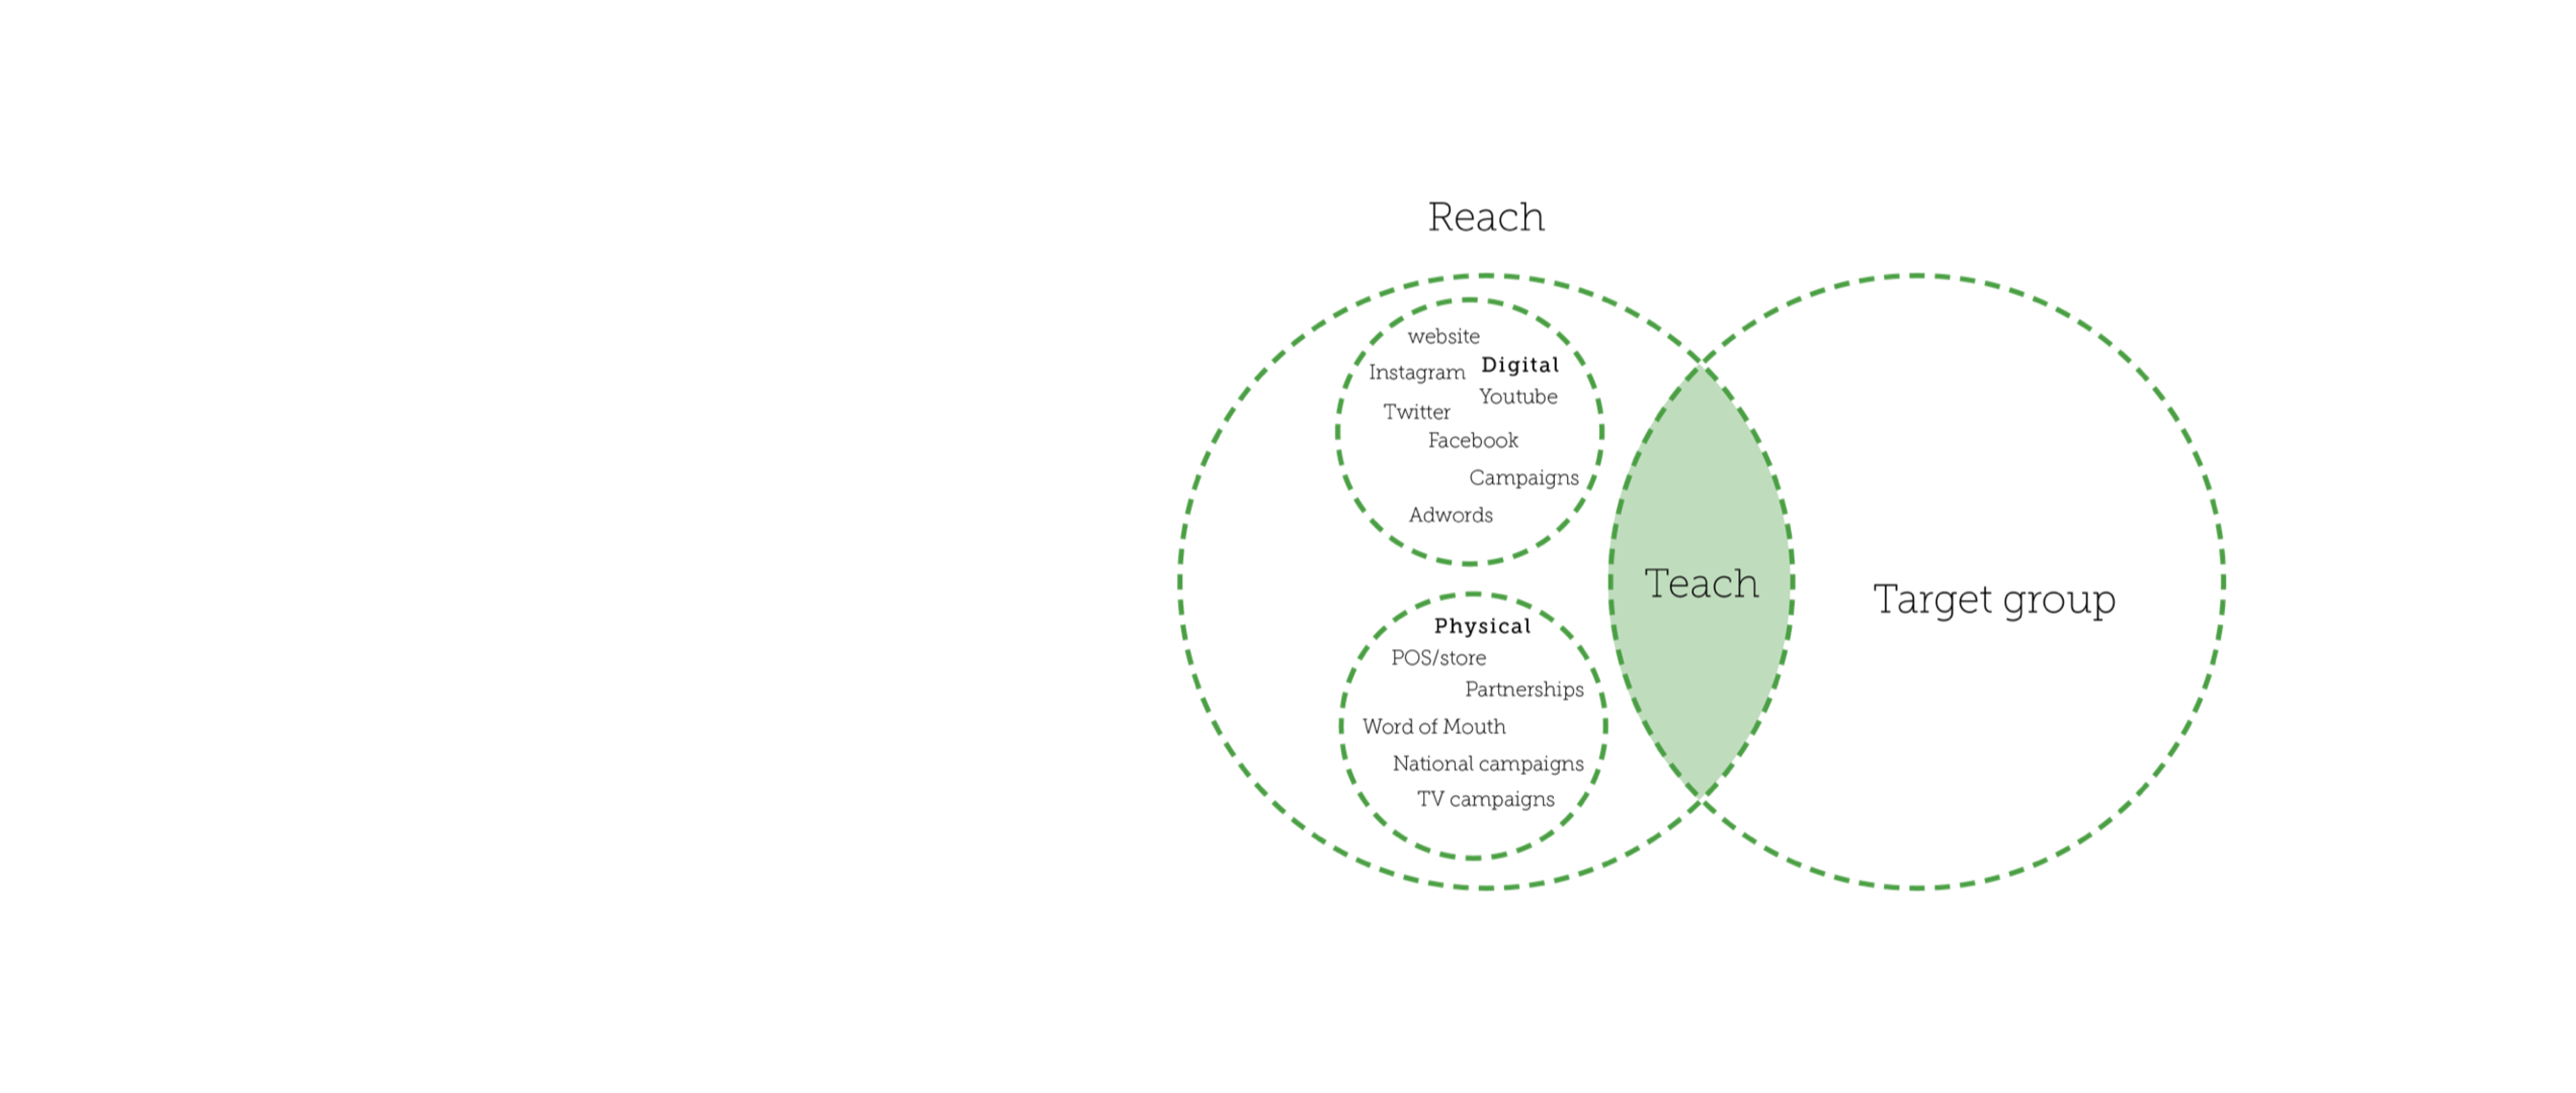 Reach
website
Digital
Instagram
Youtube
Twitter
Facebook
Campaigns
Adwords
Teach
Target group
Physical
POS/store
Partnerships
Word of Mouth
National campaigns
TV campaigns